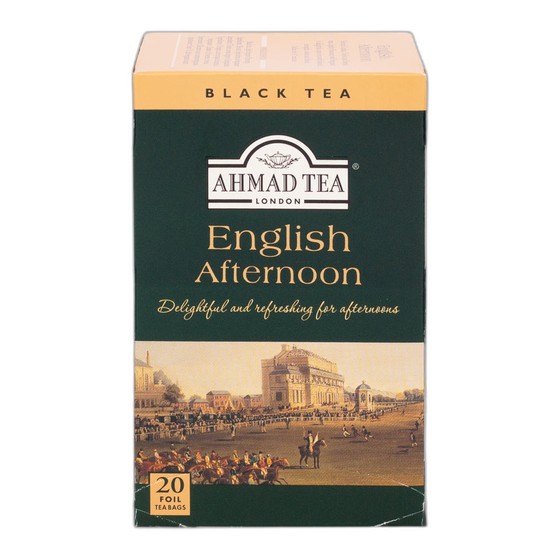 BLACK TEA
AHMAD TEA®
LONDON
English
Afternoon
Delightful and refreshing for afternoons
20
FOIL
TEA BAGS